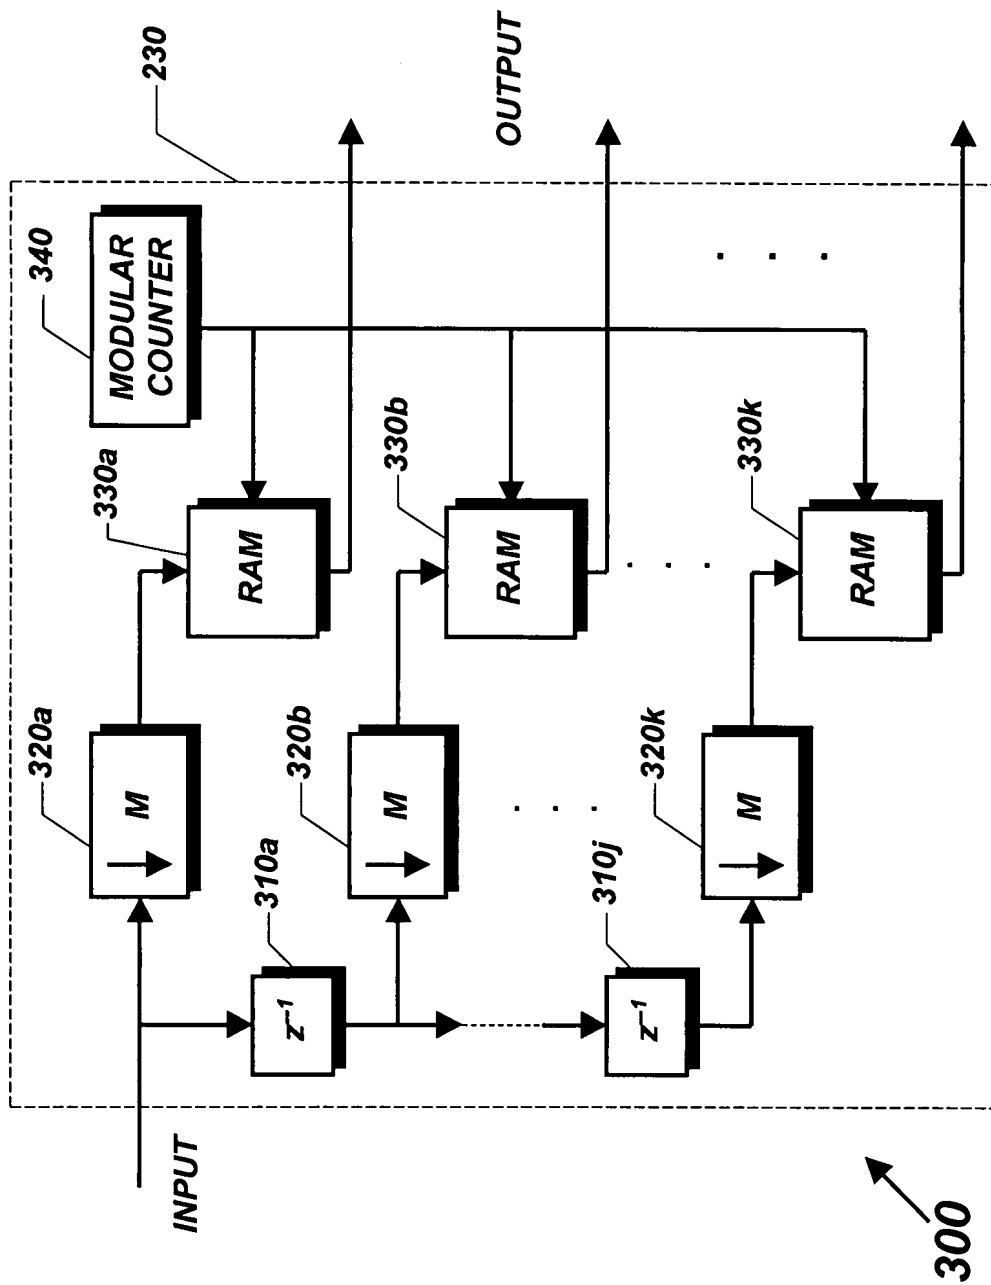 230
340
MODULAR
COUNTER
OUTPUT
330a
RAM
330b
RAM
330k
RAM
320a
M
320b
M
320k
M
310a
z⁻¹
310j
z⁻¹
INPUT
300